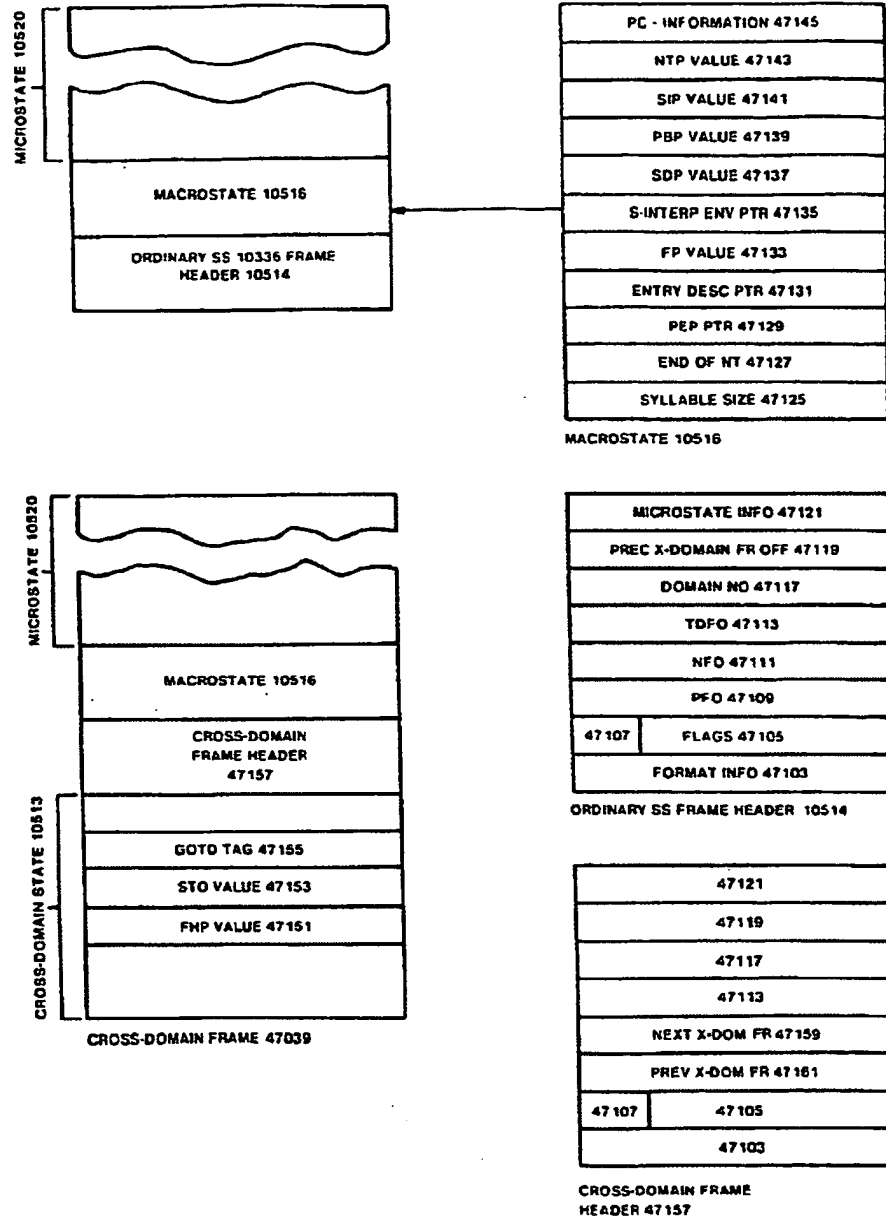 MICROSTATE 10520
MACROSTATE 10516
ORDINARY SS 10336 FRAME
HEADER 10514
PC - INFORMATION 47145
NTP VALUE 47143
SIP VALUE 47141
PBP VALUE 47139
SDP VALUE 47137
S-INTERP ENV PTR 47135
FP VALUE 47133
ENTRY DESC PTR 47131
PEP PTR 47129
END OF NT 47127
SYLLABLE SIZE 47125
MACROSTATE 10516
MICROSTATE 10520
MACROSTATE 10516
CROSS-DOMAIN
FRAME HEADER
47157
CROSS-DOMAIN STATE 10513
GOTO TAG 47155
STO VALUE 47153
FHP VALUE 47151
CROSS-DOMAIN FRAME 47039
MICROSTATE INFO 47121
PREC X-DOMAIN FR OFF 47119
DOMAIN NO 47117
TDFO 47113
NFO 47111
PFO 47109
47107 FLAGS 47105
FORMAT INFO 47103
ORDINARY SS FRAME HEADER 10514
47121
47119
47117
47113
NEXT X-DOM FR 47159
PREV X-DOM FR 47161
47107 47105
47103
CROSS-DOMAIN FRAME
HEADER 47157